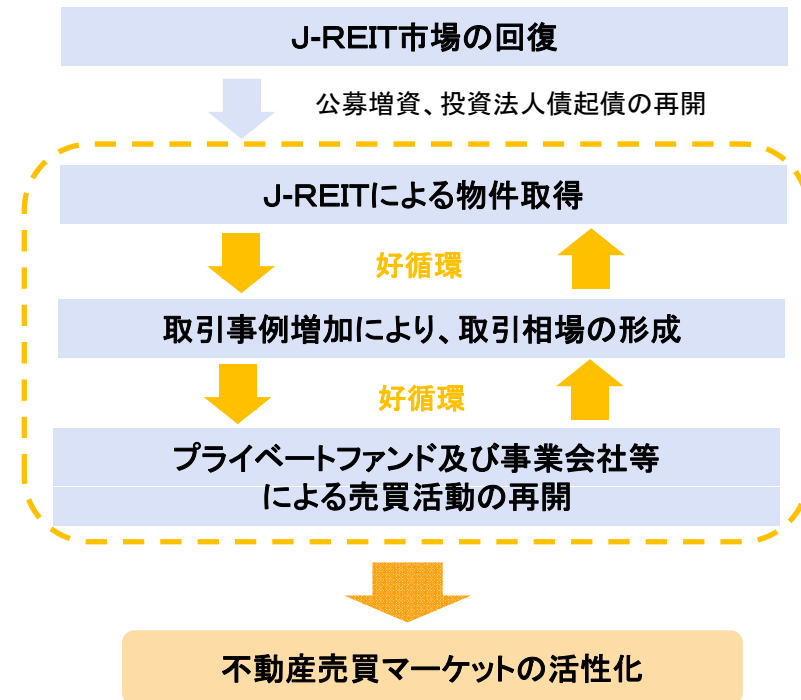 J-REIT市場の回復
公募増資、投資法人債起債の再開
J-REITによる物件取得
好循環
取引事例増加により、取引相場の形成
好循環
プライベートファンド及び事業会社等
による売買活動の再開
不動産売買マーケットの活性化